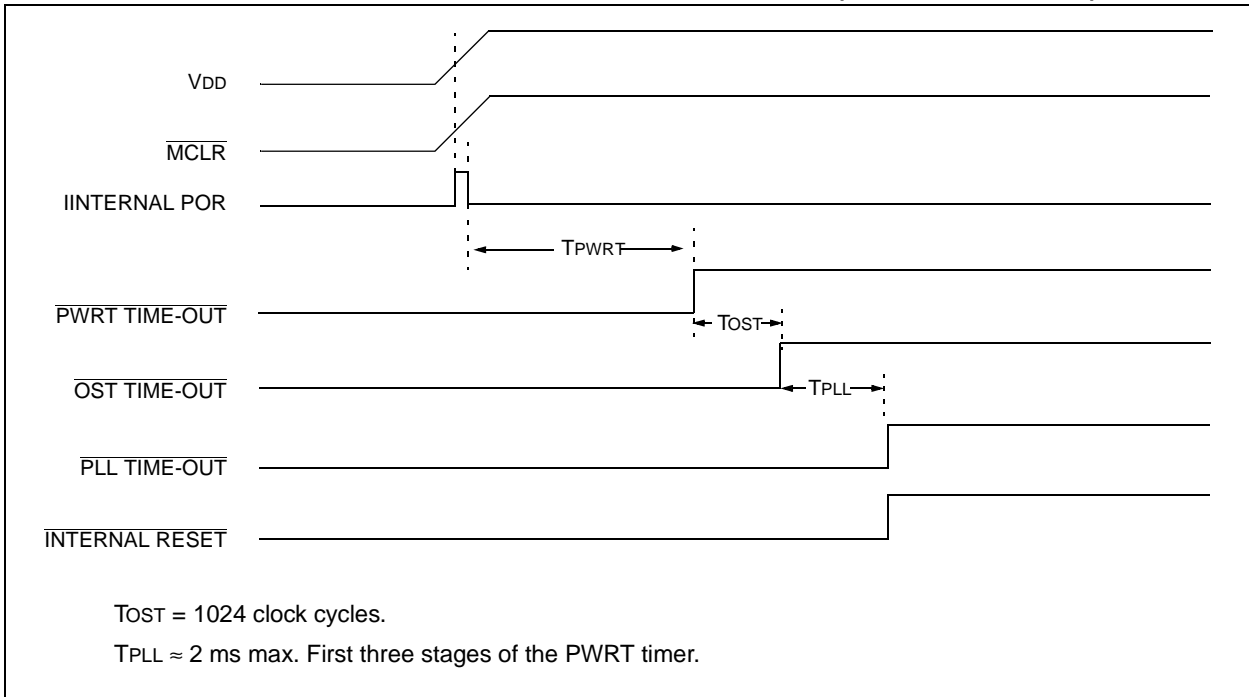 VDD
MCLR
IINTERNAL POR
TPWRT
PWRT TIME-OUT
TOST
OST TIME-OUT
TPLL
PLL TIME-OUT
INTERNAL RESET
TOST = 1024 clock cycles.
TPLL ≈ 2 ms max. First three stages of the PWRT timer.